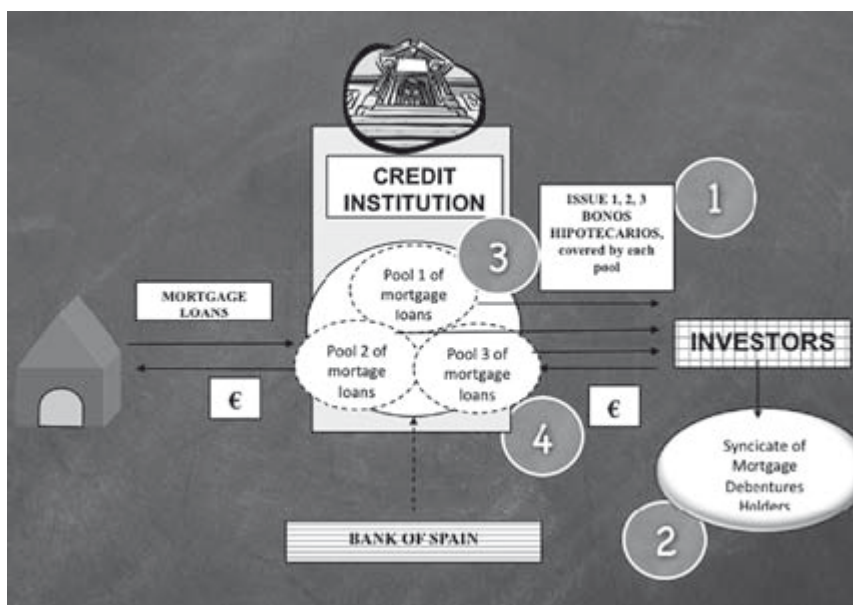 CREDIT
INSTITUTION
ISSUE 1, 2, 3
BONOS
HIPOTECARIOS,
covered by each
pool
1
3
Pool 1 of
mortgage
loans
MORTGAGE
LOANS
Pool 2 of
mortage
loans
Pool 3 of
mortgage
loans
INVESTORS
€
€
4
Syncicate of
Mortgage
Debentures
Holders
2
BANK OF SPAIN